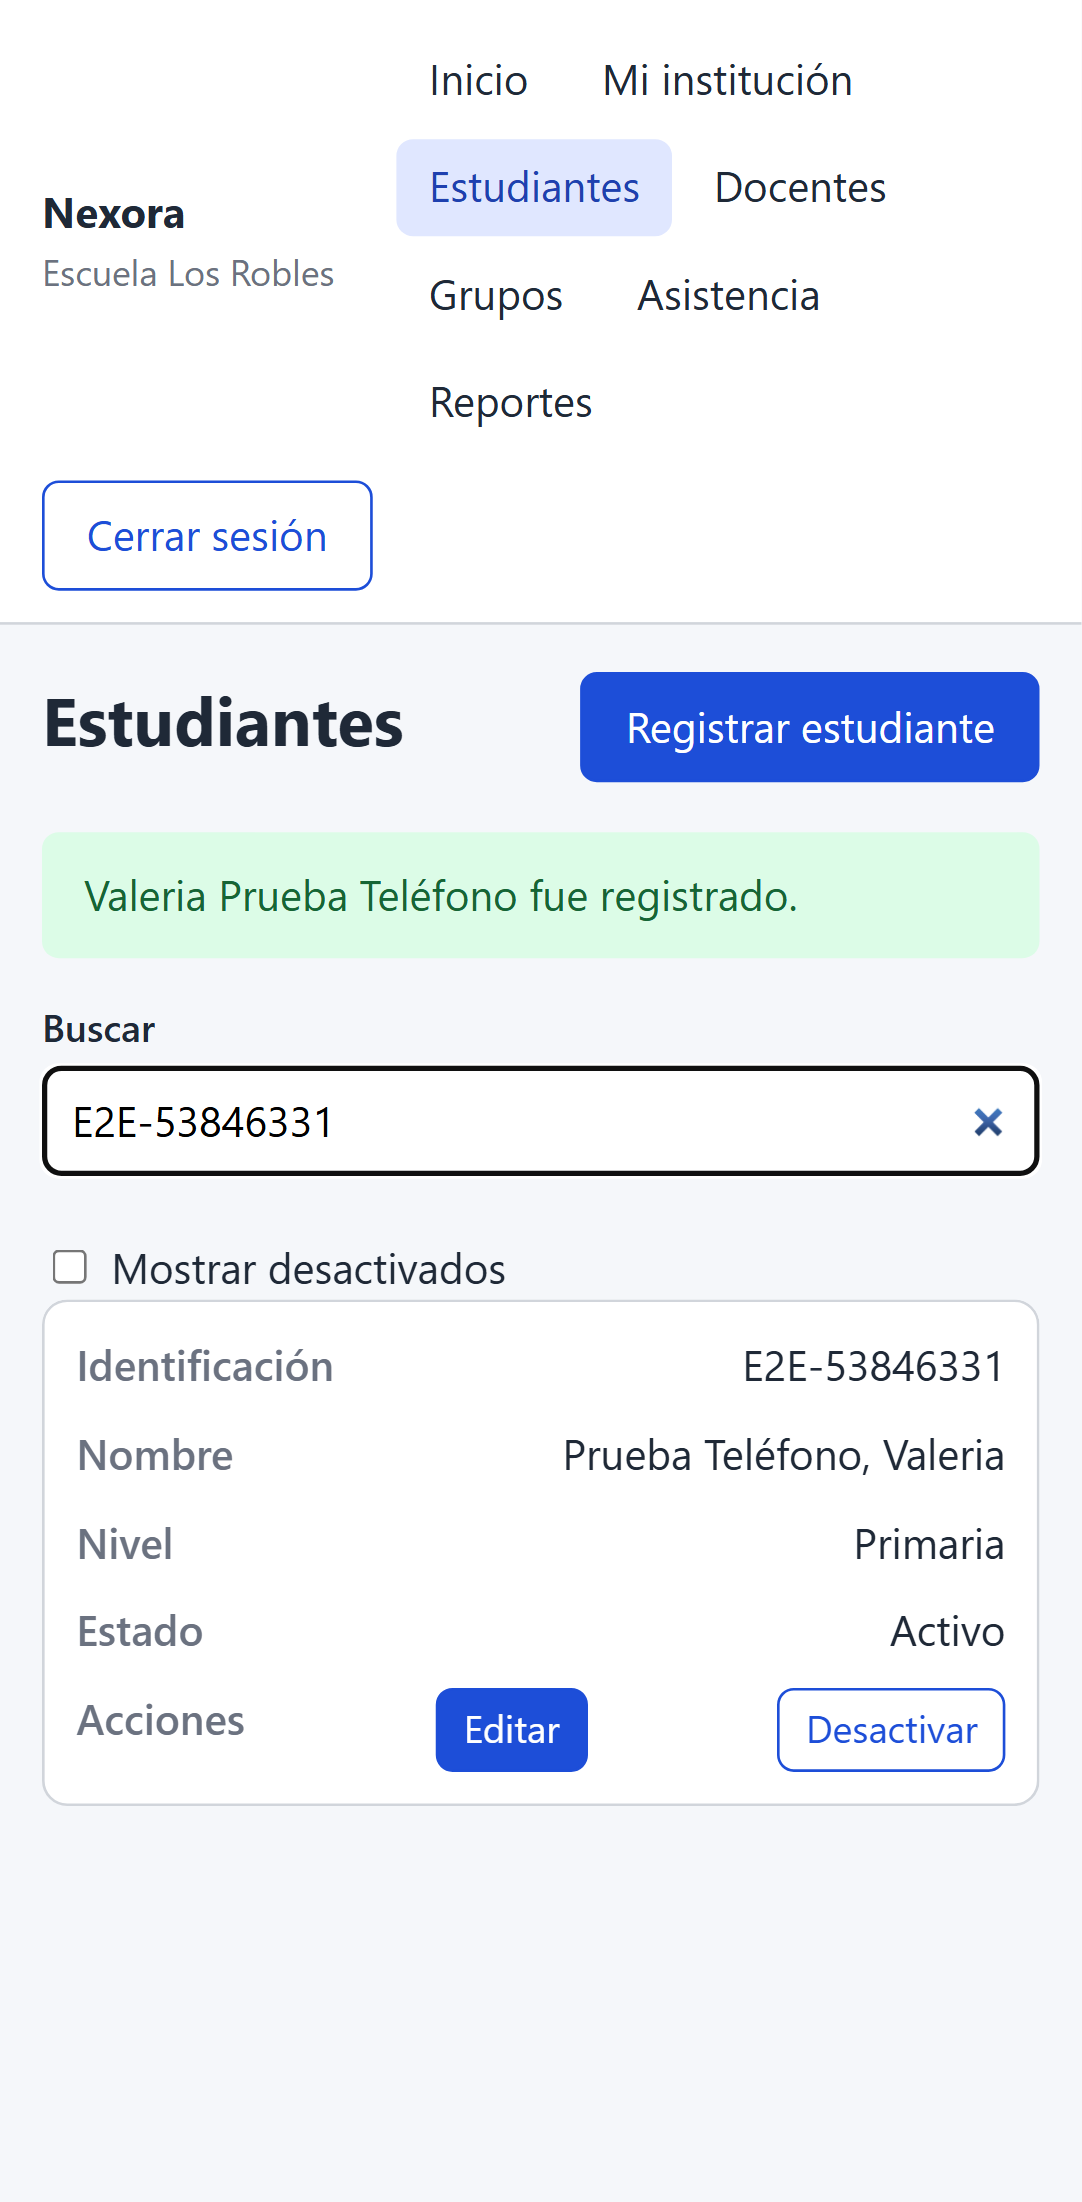 Nexora
Escuela Los Robles
Inicio
Mi institución
Estudiantes
Docentes
Grupos
Asistencia
Reportes
Cerrar sesión
Estudiantes
Registrar estudiante
Valeria Prueba Teléfono fue registrado.
Buscar
E2E-53846331
Mostrar desactivados
Identificación E2E-53846331
Nombre Prueba Teléfono, Valeria
Nivel Primaria
Estado Activo
Acciones Editar Desactivar